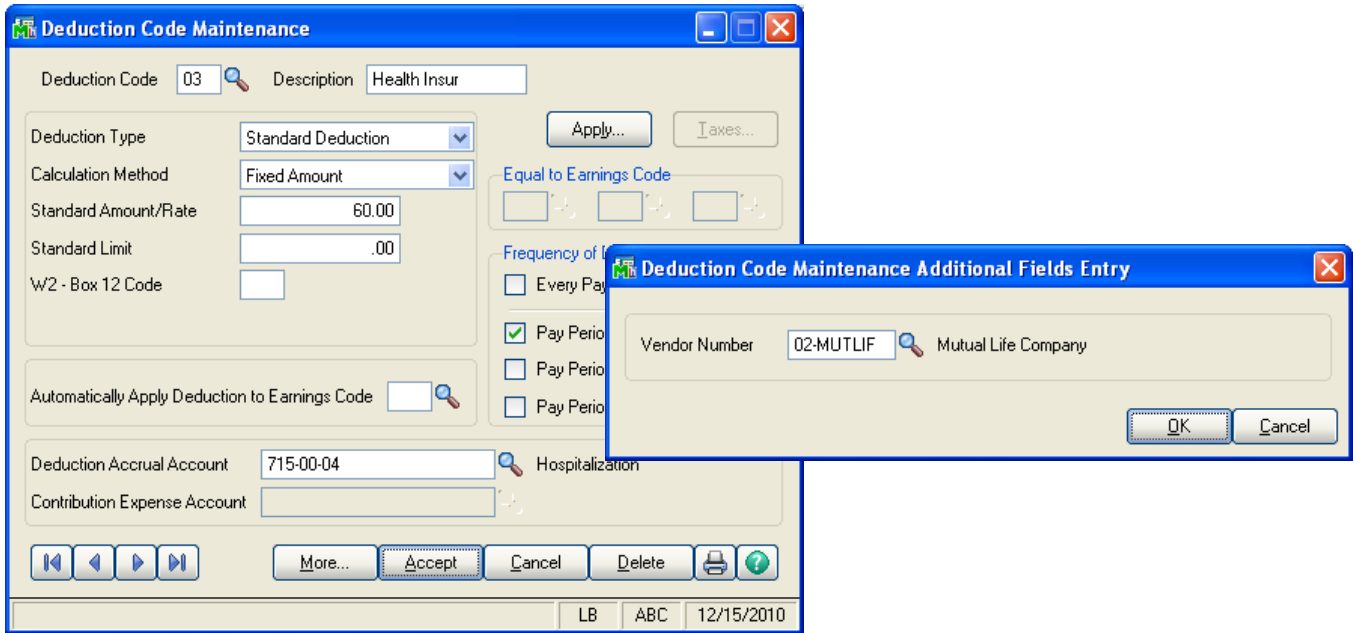 Deduction Code Maintenance
Deduction Code 03 Description Health Insur
Deduction Type Standard Deduction Apply... Taxes...
Calculation Method Fixed Amount Equal to Earnings Code
Standard Amount/Rate 60.00
Standard Limit .00 Frequency of
W2 - Box 12 Code Every Pay
Pay Perio
Pay Perio
Automatically Apply Deduction to Earnings Code Pay Perio
Deduction Accrual Account 715-00-04 Hospitalization
Contribution Expense Account
More... Accept Cancel Delete
LB ABC 12/15/2010
Deduction Code Maintenance Additional Fields Entry
Vendor Number 02-MUTLIF Mutual Life Company
OK Cancel